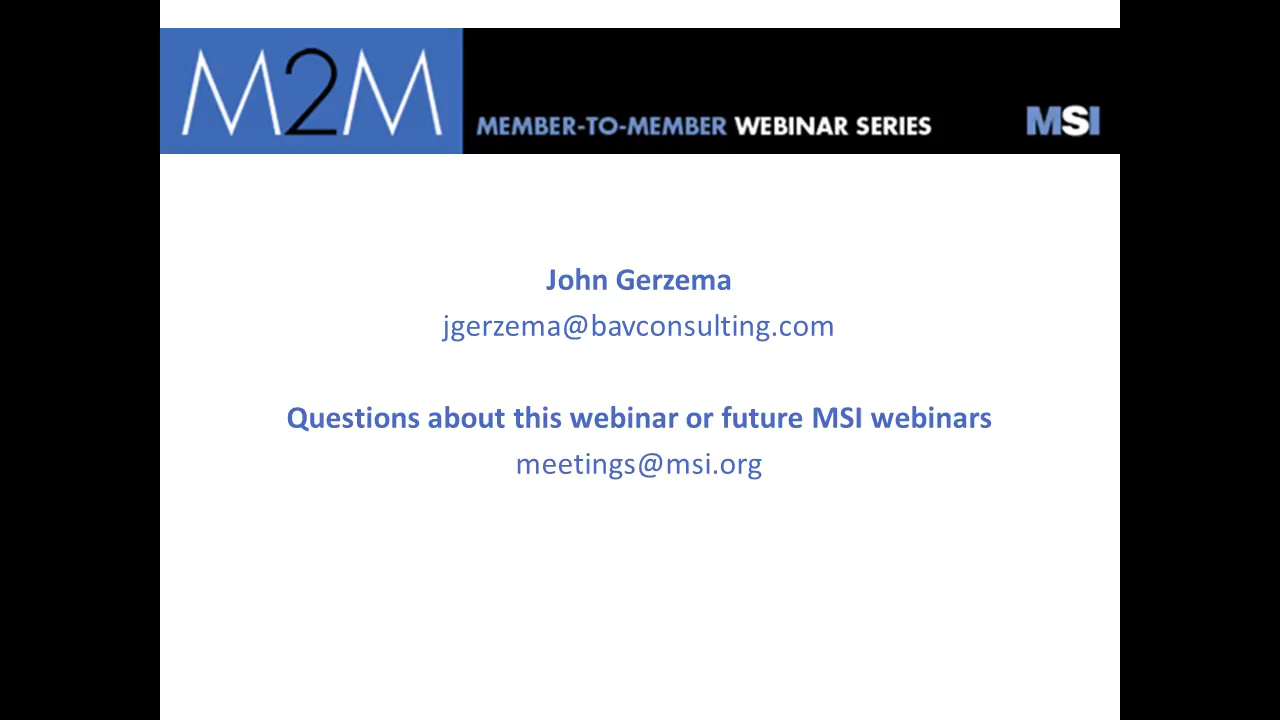 M2M
MEMBER-TO-MEMBER WEBINAR SERIES
MSI
John Gerzema
jgerzema@bavconsulting.com
Questions about this webinar or future MSI webinars
meetings@msi.org